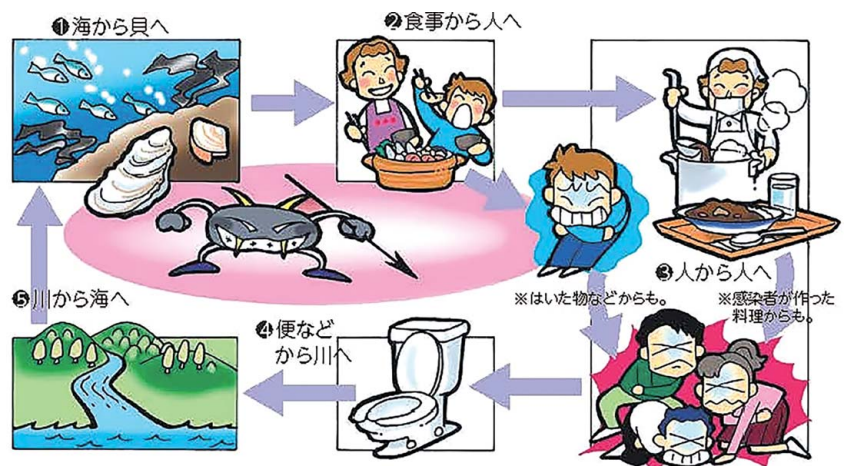 ❶海から貝へ
❷食事から人へ
❸人から人へ
※はいた物などからも。
※感染者が作った
料理からも。
❹便など
から川へ
❺川から海へ